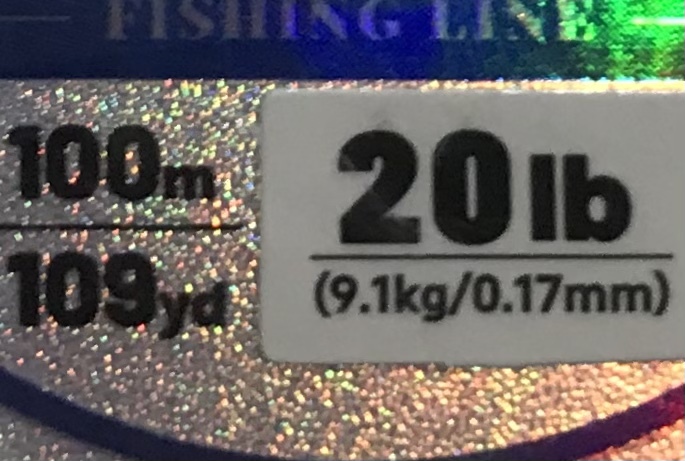 FISHING LINE
100m
109yd
20lb
(9.1kg/0.17mm)